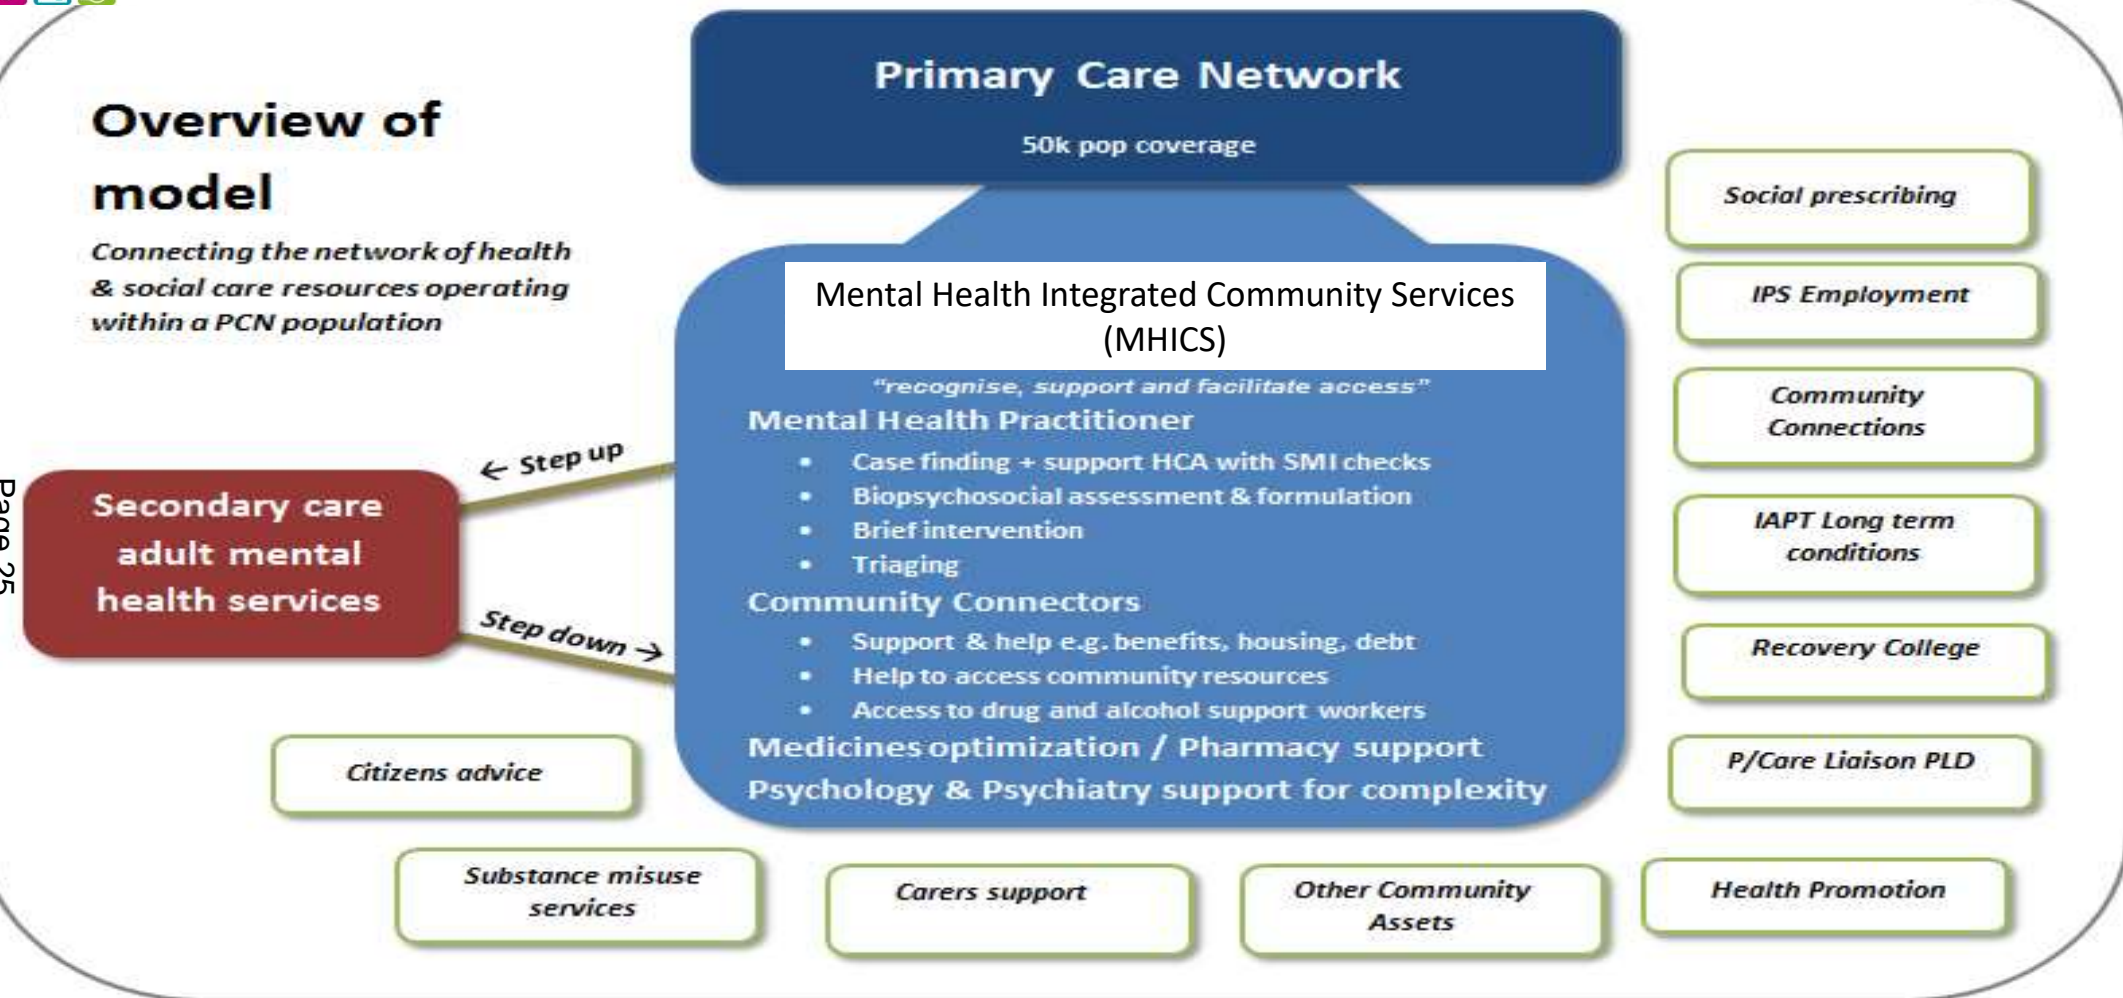 Overview of
model
Connecting the network of health
& social care resources operating
within a PCN population
Primary Care Network
50k pop coverage
Mental Health Integrated Community Services
(MHICS)
“recognise, support and facilitate access”
Mental Health Practitioner
• Case finding + support HCA with SMI checks
• Biopsychosocial assessment & formulation
• Brief intervention
• Triaging
Community Connectors
• Support & help e.g. benefits, housing, debt
• Help to access community resources
• Access to drug and alcohol support workers
Medicines optimization / Pharmacy support
Psychology & Psychiatry support for complexity
← Step up
Secondary care
adult mental
health services
Step down →
Social prescribing
IPS Employment
Community
Connections
IAPT Long term
conditions
Recovery College
P/Care Liaison PLD
Health Promotion
Citizens advice
Substance misuse
services
Carers support
Other Community
Assets
Page 25